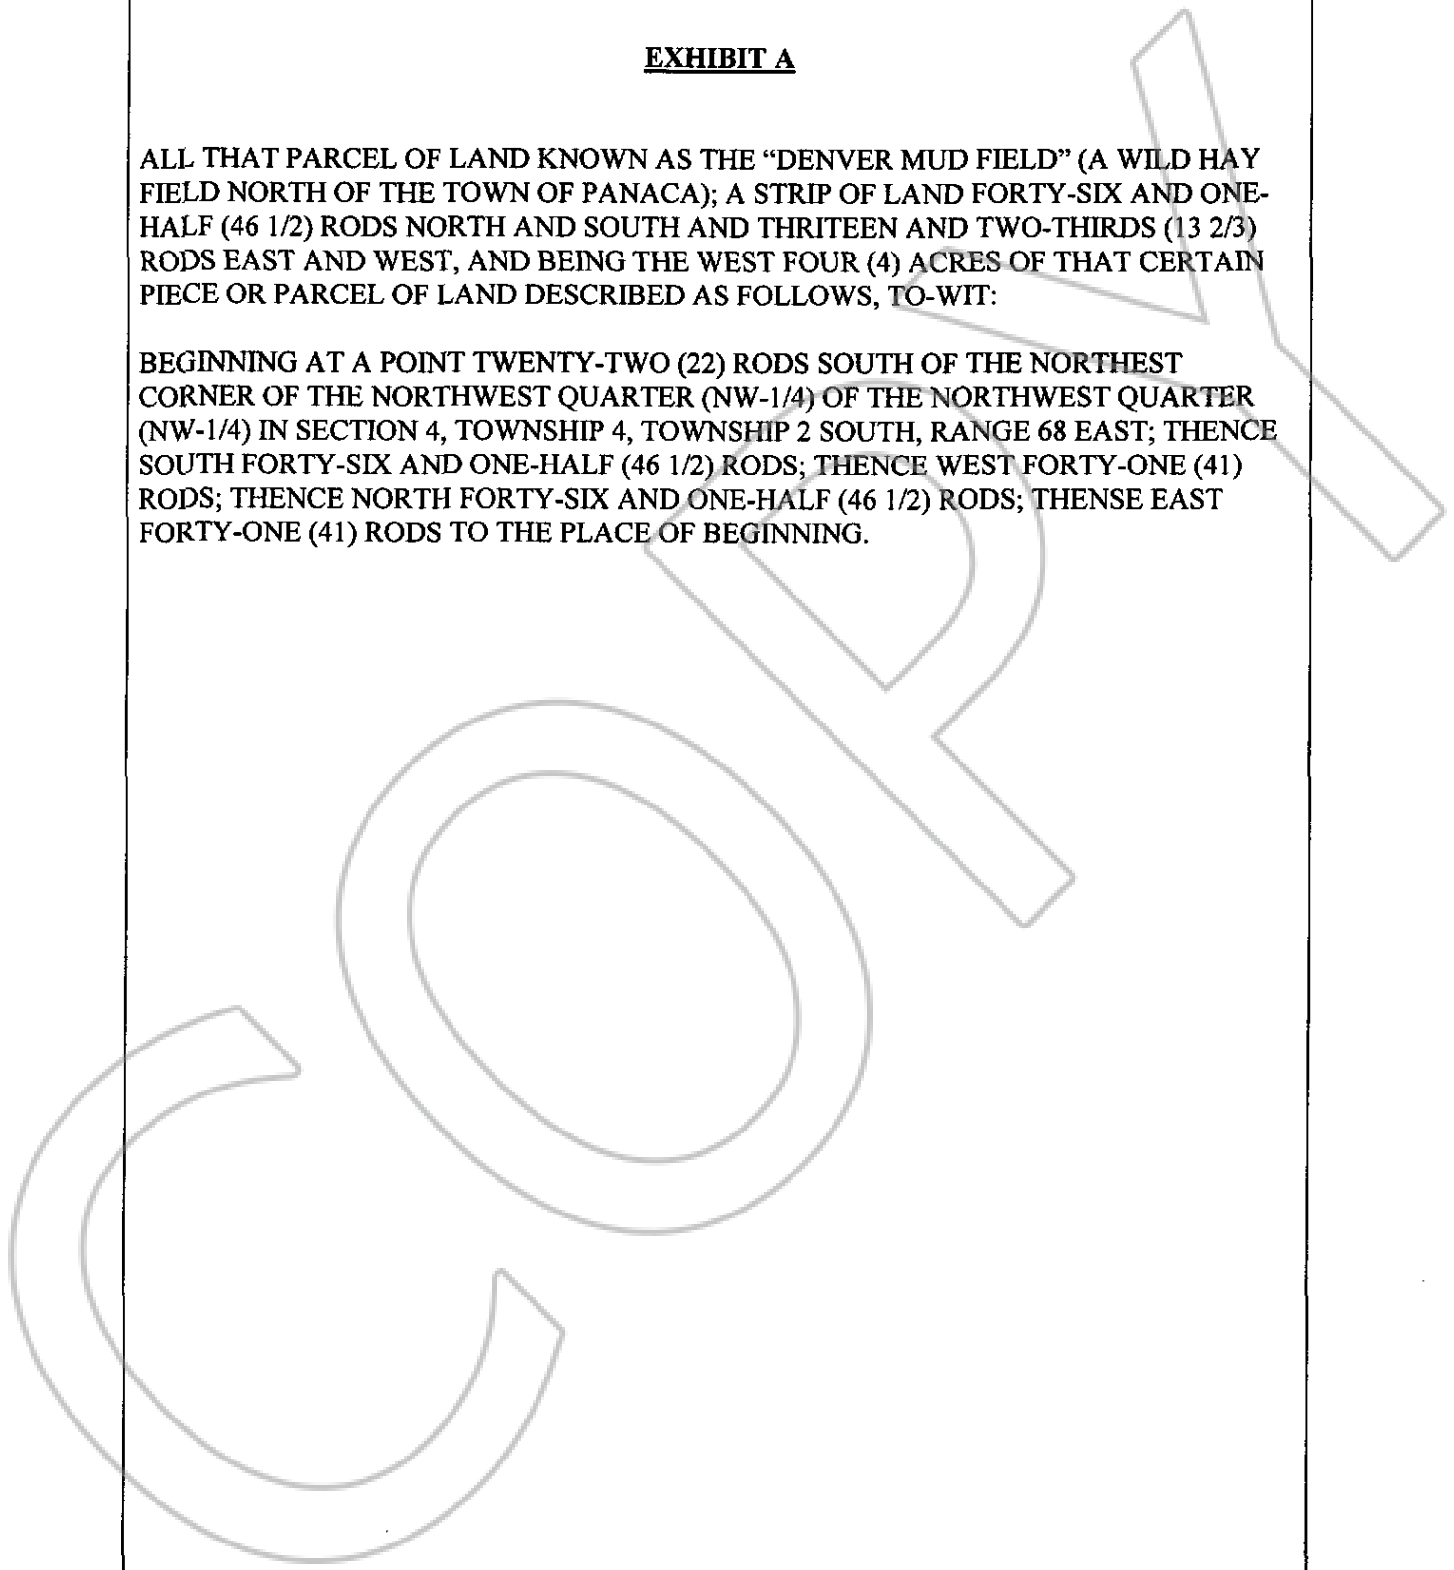 EXHIBIT A
ALL THAT PARCEL OF LAND KNOWN AS THE “DENVER MUD FIELD” (A WILD HAY
FIELD NORTH OF THE TOWN OF PANACA); A STRIP OF LAND FORTY-SIX AND ONE-
HALF (46 1/2) RODS NORTH AND SOUTH AND THRITEEN AND TWO-THIRDS (13 2/3)
RODS EAST AND WEST, AND BEING THE WEST FOUR (4) ACRES OF THAT CERTAIN
PIECE OR PARCEL OF LAND DESCRIBED AS FOLLOWS, TO-WIT:
BEGINNING AT A POINT TWENTY-TWO (22) RODS SOUTH OF THE NORTHEST
CORNER OF THE NORTHWEST QUARTER (NW-1/4) OF THE NORTHWEST QUARTER
(NW-1/4) IN SECTION 4, TOWNSHIP 4, TOWNSHIP 2 SOUTH, RANGE 68 EAST; THENCE
SOUTH FORTY-SIX AND ONE-HALF (46 1/2) RODS; THENCE WEST FORTY-ONE (41)
RODS; THENCE NORTH FORTY-SIX AND ONE-HALF (46 1/2) RODS; THENSE EAST
FORTY-ONE (41) RODS TO THE PLACE OF BEGINNING.
COPY